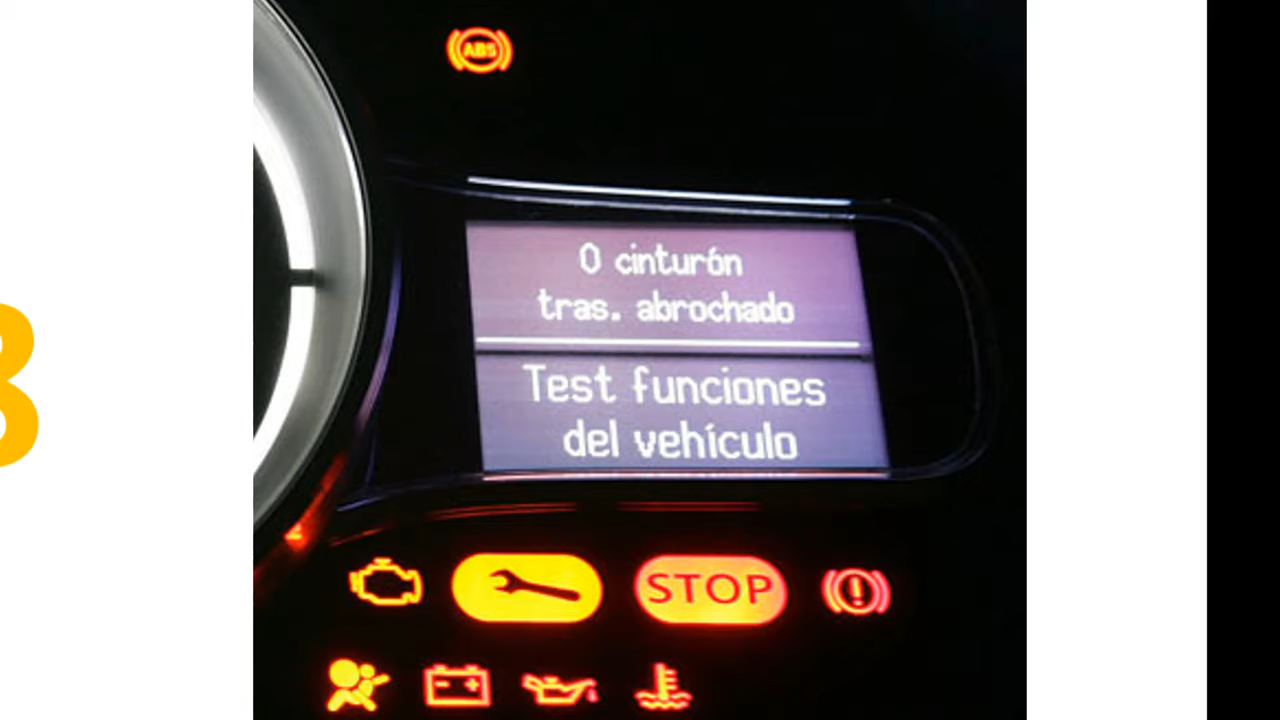 ABS
0 cinturón
tras. abrochado
Test funciones
del vehículo
STOP